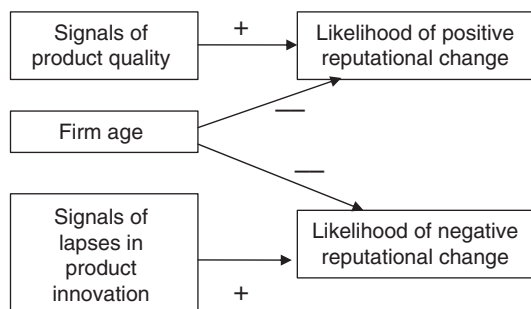 Signals of
product quality
+
Likelihood of positive
reputational change
Firm age
—
—
Signals of
lapses in
product
innovation
+
Likelihood of negative
reputational change